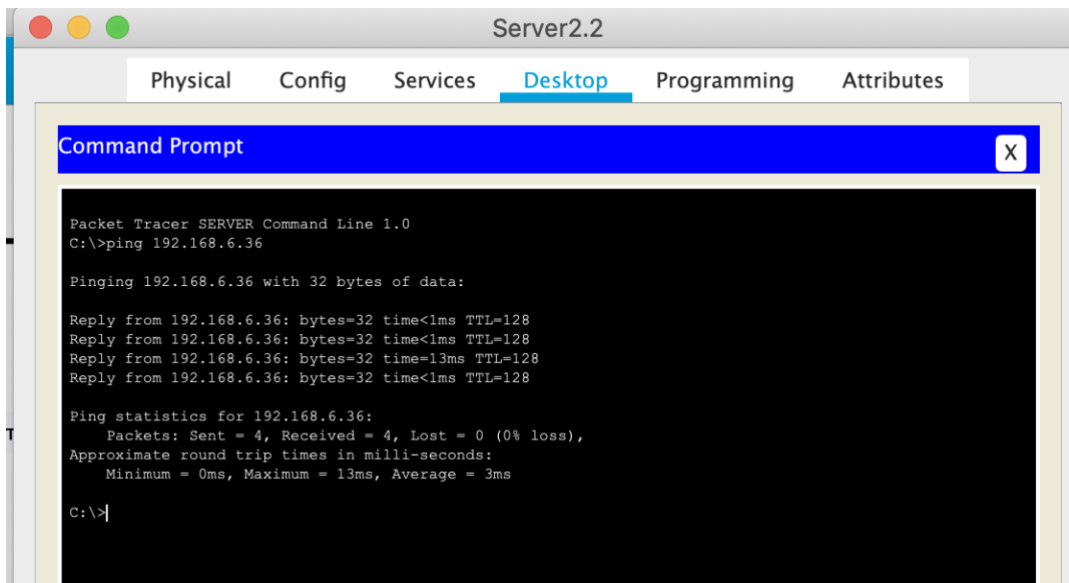 Server2.2
Physical Config Services Desktop Programming Attributes
Command Prompt
X
Packet Tracer SERVER Command Line 1.0
C:\>ping 192.168.6.36
Pinging 192.168.6.36 with 32 bytes of data:
Reply from 192.168.6.36: bytes=32 time<1ms TTL=128
Reply from 192.168.6.36: bytes=32 time<1ms TTL=128
Reply from 192.168.6.36: bytes=32 time=13ms TTL=128
Reply from 192.168.6.36: bytes=32 time<1ms TTL=128
Ping statistics for 192.168.6.36:
Packets: Sent = 4, Received = 4, Lost = 0 (0% loss),
Approximate round trip times in milli-seconds:
Minimum = 0ms, Maximum = 13ms, Average = 3ms
C:\>